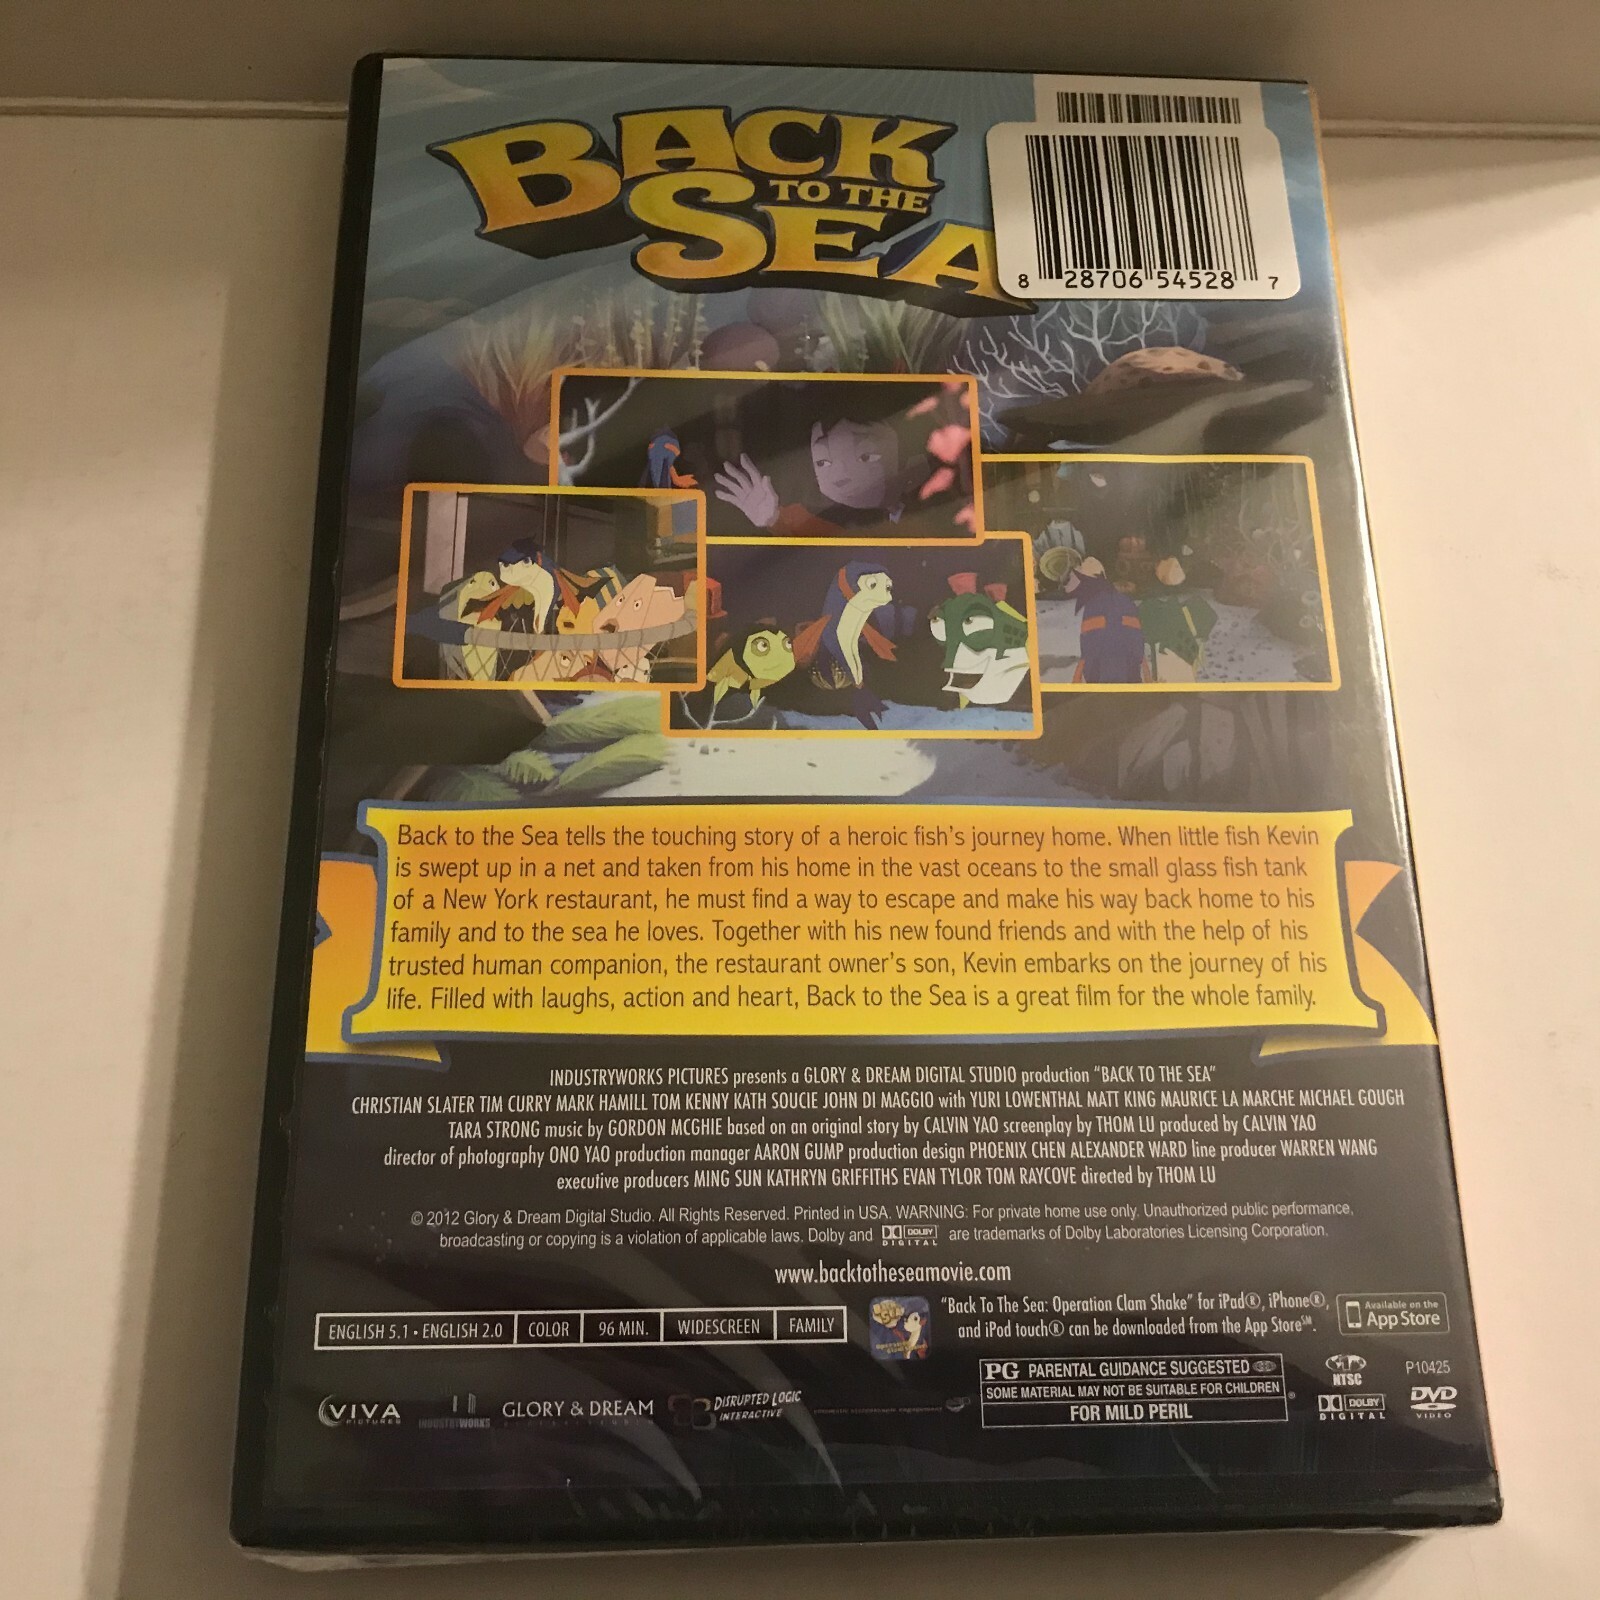 BACK
TO THE
SEA
8 28706 54528 7
Back to the Sea tells the touching story of a heroic fish's journey home. When little fish Kevin
is swept up in a net and taken from his home in the vast oceans to the small glass fish tank
of a New York restaurant, he must find a way to escape and make his way back home to his
family and to the sea he loves. Together with his new found friends and with the help of his
trusted human companion, the restaurant owner's son, Kevin embarks on the journey of his
life. Filled with laughs, action and heart, Back to the Sea is a great film for the whole family.
INDUSTRYWORKS PICTURES presents a GLORY & DREAM DIGITAL STUDIO production "BACK TO THE SEA"
CHRISTIAN SLATER TIM CURRY MARK HAMILL TOM KENNY KATH SOUCIE JOHN DI MAGGIO with YURI LOWENTHAL MATT KING MAURICE LA MARCHE MICHAEL GOUGH
TARA STRONG music by GORDON MCGHIE based on an original story by CALVIN YAO screenplay by THOM LU produced by CALVIN YAO
director of photography ONO YAO production manager AARON GUMP production design PHOENIX CHEN ALEXANDER WARD line producer WARREN WANG
executive producers MING SUN KATHRYN GRIFFITHS EVAN TYLOR TOM RAYCOVE directed by THOM LU
© 2012 Glory & Dream Digital Studio. All Rights Reserved. Printed in USA. WARNING: For private home use only. Unauthorized public performance,
broadcasting or copying is a violation of applicable laws. Dolby and DOLBY DIGITAL are trademarks of Dolby Laboratories Licensing Corporation.
www.backtotheseamovie.com
"Back To The Sea: Operation Clam Shake" for iPad®, iPhone®,
and iPod touch® can be downloaded from the App Store℠.
Available on the
App Store
ENGLISH 5.1 • ENGLISH 2.0 COLOR 96 MIN. WIDESCREEN FAMILY
PG PARENTAL GUIDANCE SUGGESTED
SOME MATERIAL MAY NOT BE SUITABLE FOR CHILDREN ®
FOR MILD PERIL
NTSC
P10425
DOLBY
DIGITAL
DVD
VIDEO
VIVA
PICTURES
INDUSTRYWORKS
GLORY & DREAM
DISRUPTED LOGIC
INTERACTIVE